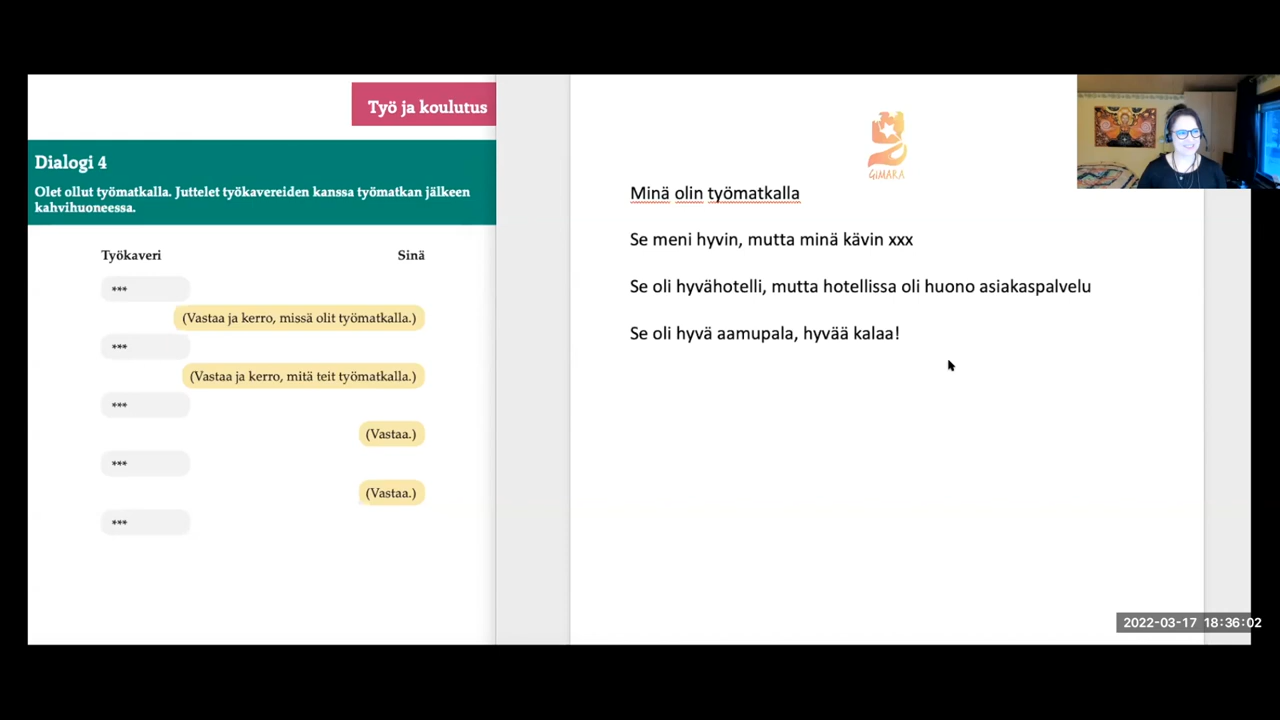 Työ ja koulutus
Dialogi 4
Olet ollut työmatkalla. Juttelet työkavereiden kanssa työmatkan jälkeen
kahvihuoneessa.
Työkaveri
Sinä
***
(Vastaa ja kerro, missä olit työmatkalla.)
***
(Vastaa ja kerro, mitä teit työmatkalla.)
***
(Vastaa.)
***
(Vastaa.)
***
GIMARA
Minä olin työmatkalla
Se meni hyvin, mutta minä kävin xxx
Se oli hyvähotelli, mutta hotellissa oli huono asiakaspalvelu
Se oli hyvä aamupala, hyvää kalaa!
2022-03-17 18:36:02